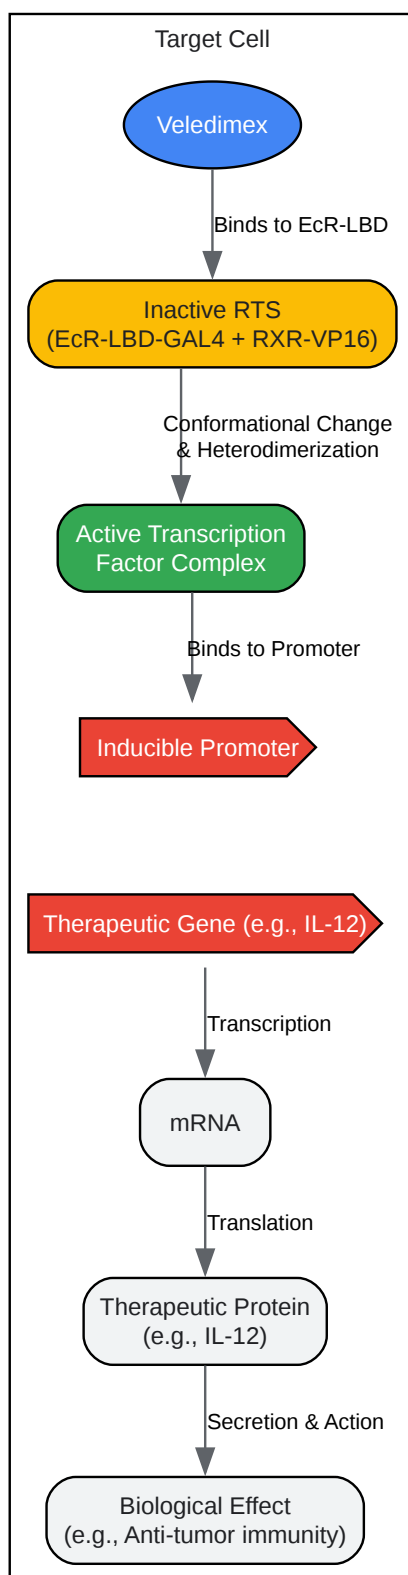 Target Cell
Veledimex
Binds to EcR-LBD
Inactive RTS
(EcR-LBD-GAL4 + RXR-VP16)
Conformational Change
& Heterodimerization
Active Transcription
Factor Complex
Binds to Promoter
Inducible Promoter
Therapeutic Gene (e.g., IL-12)
Transcription
mRNA
Translation
Therapeutic Protein
(e.g., IL-12)
Secretion & Action
Biological Effect
(e.g., Anti-tumor immunity)